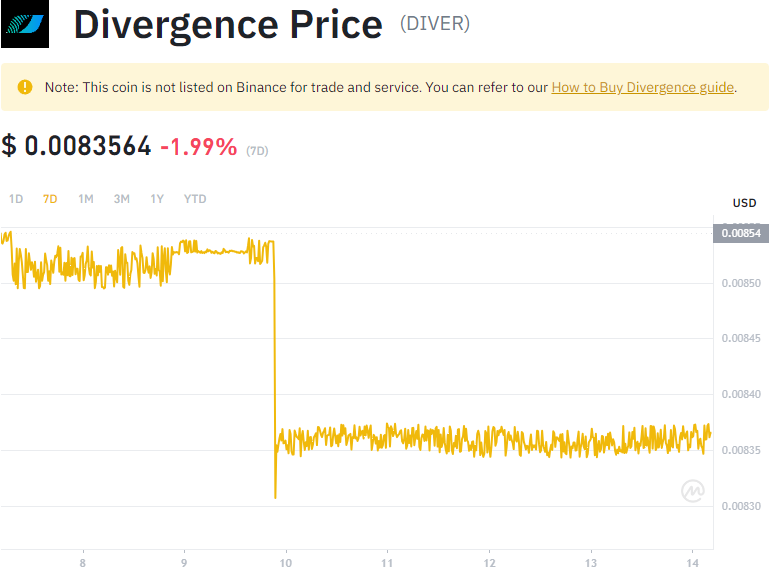 Divergence Price (DIVER)
Note: This coin is not listed on Binance for trade and service. You can refer to our How to Buy Divergence guide.
$ 0.0083564 -1.99% (7D)
1D 7D 1M 3M 1Y YTD
USD
0.00854
0.00850
0.00845
0.00840
0.00835
0.00830
8 9 10 11 12 13 14